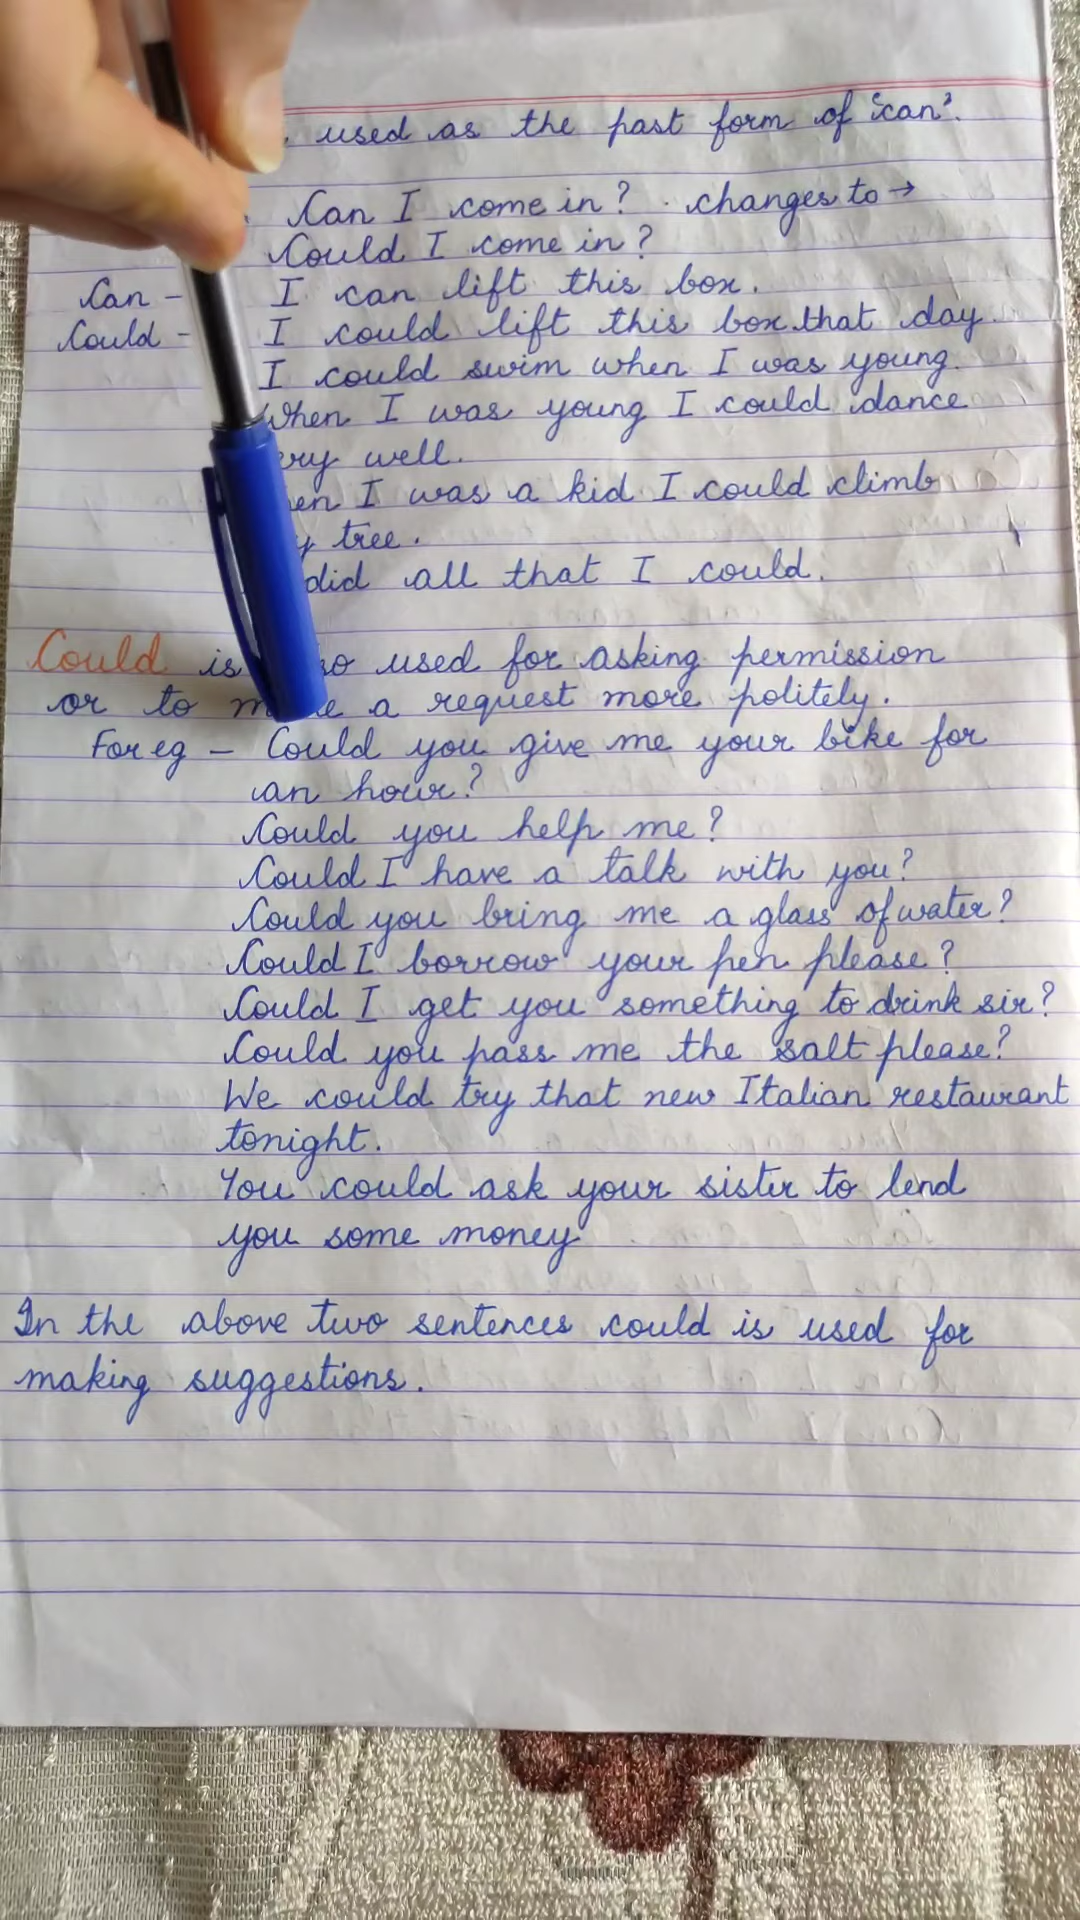 used as the past form of 'can'.
Can I come in? changes to →
Could I come in?
Can - I can lift this box.
Could - I could lift this box that day.
I could swim when I was young.
When I was young I could dance
well.
I was a kid I could climb
tree.
did all that I could.
Could is used for asking permission
or to a request more politely.
For eg - Could you give me your bike for
an hour?
Could you help me?
Could I have a talk with you?
Could you bring me a glass of water?
Could I borrow your pen please?
Could I get you something to drink sir?
Could you pass me the salt please?
We could try that new Italian restaurant
tonight.
You could ask your sister to lend
you some money
In the above two sentences could is used for
making suggestions.